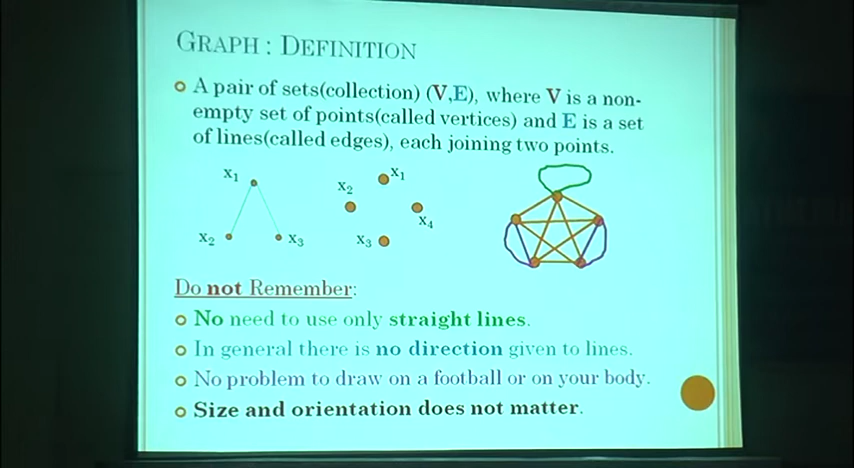 GRAPH : DEFINITION
A pair of sets(collection) (V,E), where V is a non-
empty set of points(called vertices) and E is a set
of lines(called edges), each joining two points.
x1
x2 x3
x1
x2
x4
x3
Do not Remember:
No need to use only straight lines.
In general there is no direction given to lines.
No problem to draw on a football or on your body.
Size and orientation does not matter.